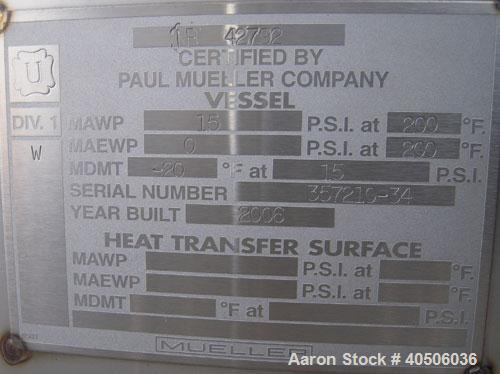 1R 42792
U
CERTIFIED BY
PAUL MUELLER COMPANY
VESSEL
DIV. 1
W
MAWP 15 P.S.I. at 200 °F.
MAEWP 0 P.S.I. at 200 °F.
MDMT -20 °F at 15 P.S.I.
SERIAL NUMBER 357210-34
YEAR BUILT 2006
HEAT TRANSFER SURFACE
MAWP P.S.I. at °F.
MAEWP P.S.I. at °F.
MDMT °F at P.S.I.
MUELLER
Aaron Stock # 40506036